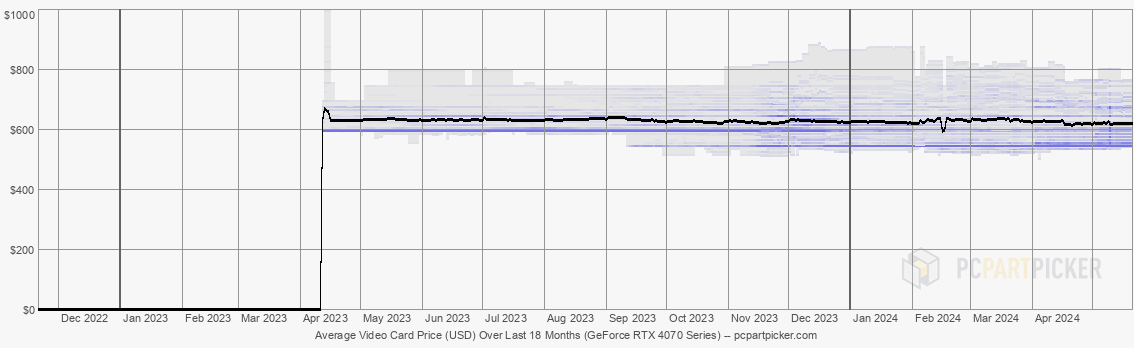 $1000
$800
$600
$400
$200
$0
PCPARTPICKER
Dec 2022 Jan 2023 Feb 2023 Mar 2023 Apr 2023 May 2023 Jun 2023 Jul 2023 Aug 2023 Sep 2023 Oct 2023 Nov 2023 Dec 2023 Jan 2024 Feb 2024 Mar 2024 Apr 2024
Average Video Card Price (USD) Over Last 18 Months (GeForce RTX 4070 Series) -- pcpartpicker.com